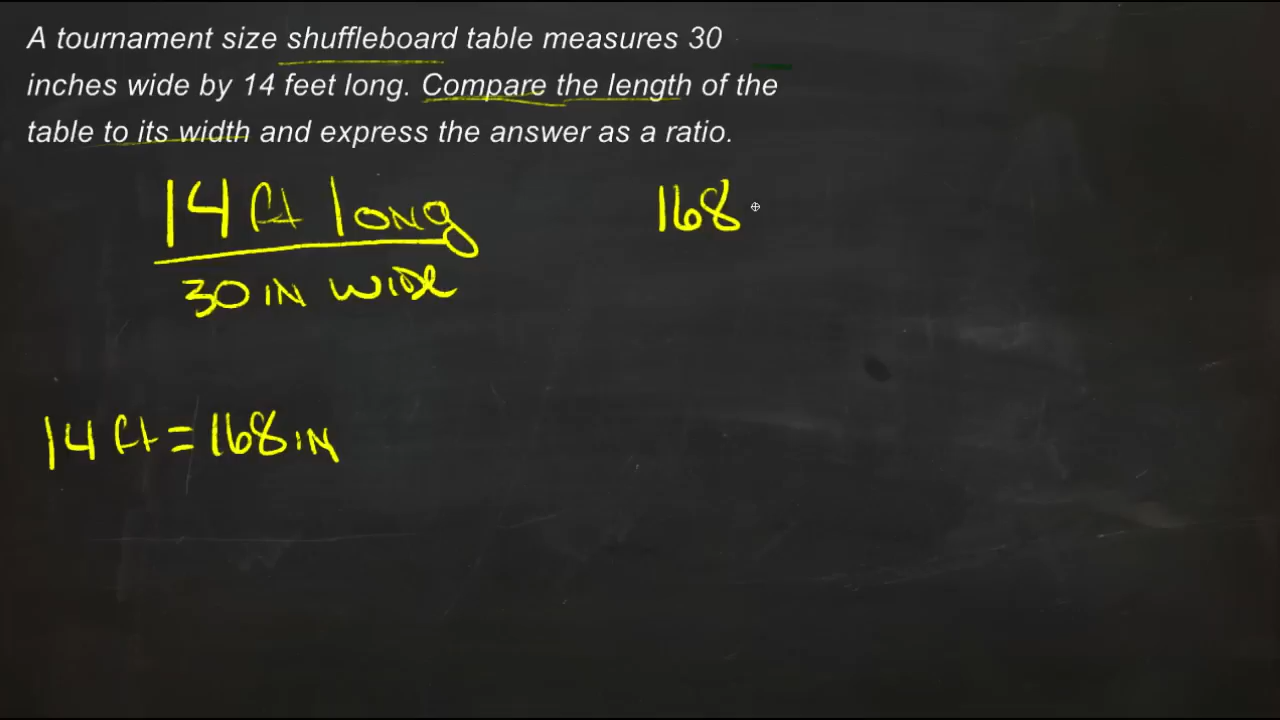 A tournament size shuffleboard table measures 30
inches wide by 14 feet long. Compare the length of the
table to its width and express the answer as a ratio.
14 ft long
30 IN WIDE
168
14 ft = 168 IN